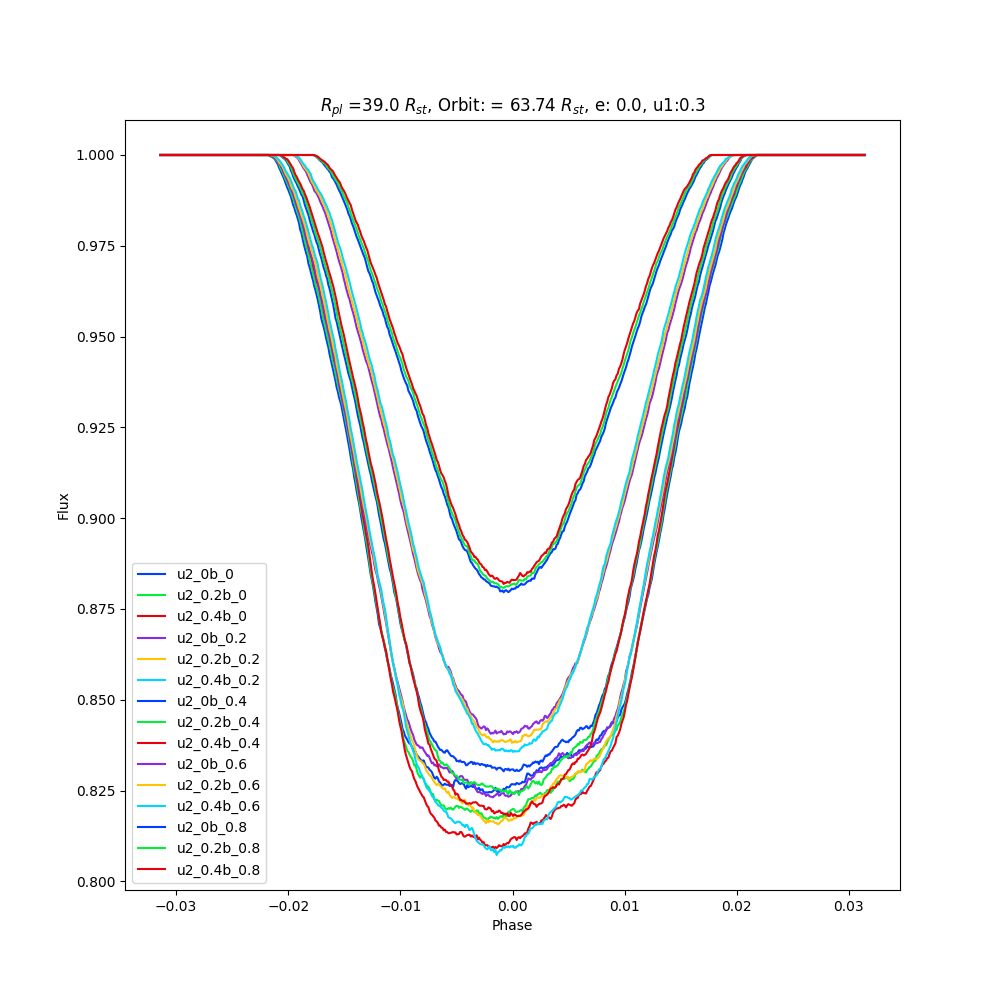 R_pl =39.0 R_st, Orbit: = 63.74 R_st, e: 0.0, u1:0.3
1.000
0.975
0.950
0.925
0.900
0.875
0.850
0.825
0.800
Flux
u2_0b_0
u2_0.2b_0
u2_0.4b_0
u2_0b_0.2
u2_0.2b_0.2
u2_0.4b_0.2
u2_0b_0.4
u2_0.2b_0.4
u2_0.4b_0.4
u2_0b_0.6
u2_0.2b_0.6
u2_0.4b_0.6
u2_0b_0.8
u2_0.2b_0.8
u2_0.4b_0.8
−0.03 −0.02 −0.01 0.00 0.01 0.02 0.03
Phase